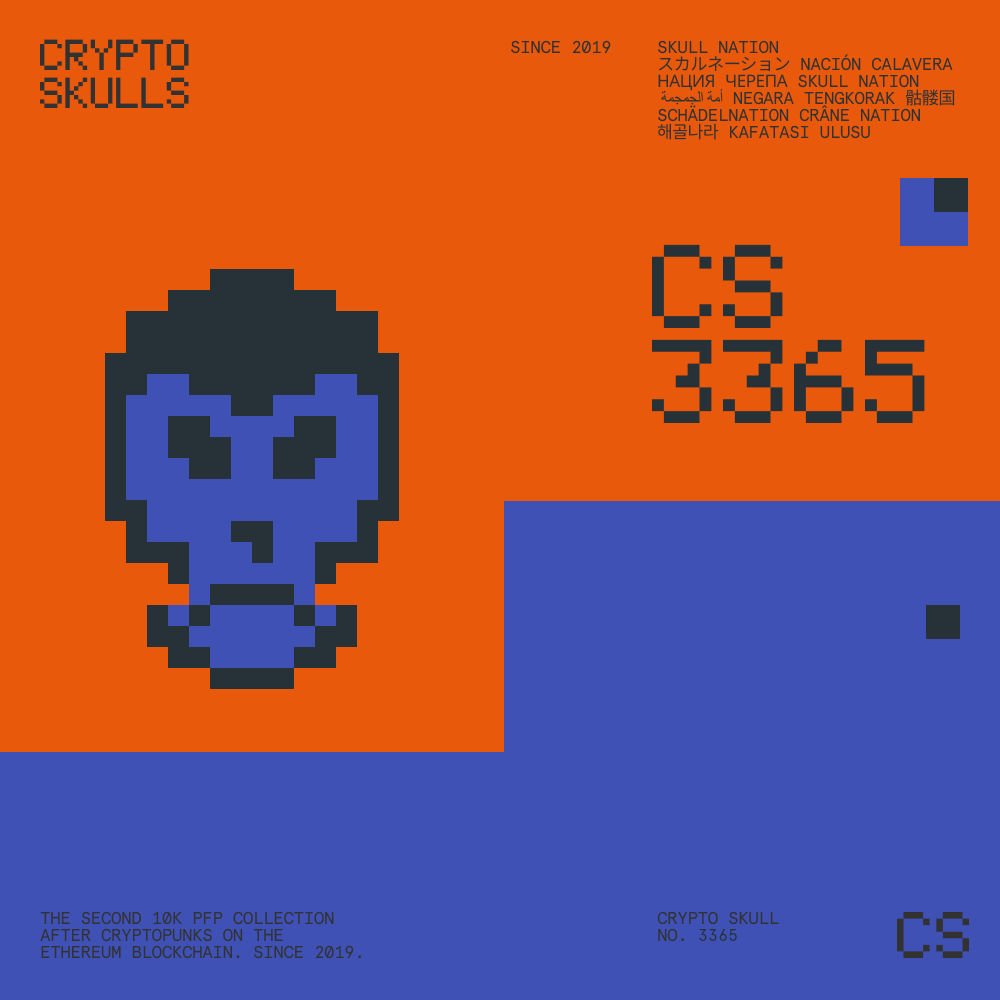 CRYPTO
SKULLS
SINCE 2019
SKULL NATION
スカルネーション NACIÓN CALAVERA
НАЦИЯ ЧЕРЕПА SKULL NATION
أمة الجمجمة NEGARA TENGKORAK 骷髅国
SCHÄDELNATION CRÂNE NATION
해골나라 KAFATASI ULUSU
CS
3365
THE SECOND 10K PFP COLLECTION
AFTER CRYPTOPUNKS ON THE
ETHEREUM BLOCKCHAIN. SINCE 2019.
CRYPTO SKULL
NO. 3365
CS